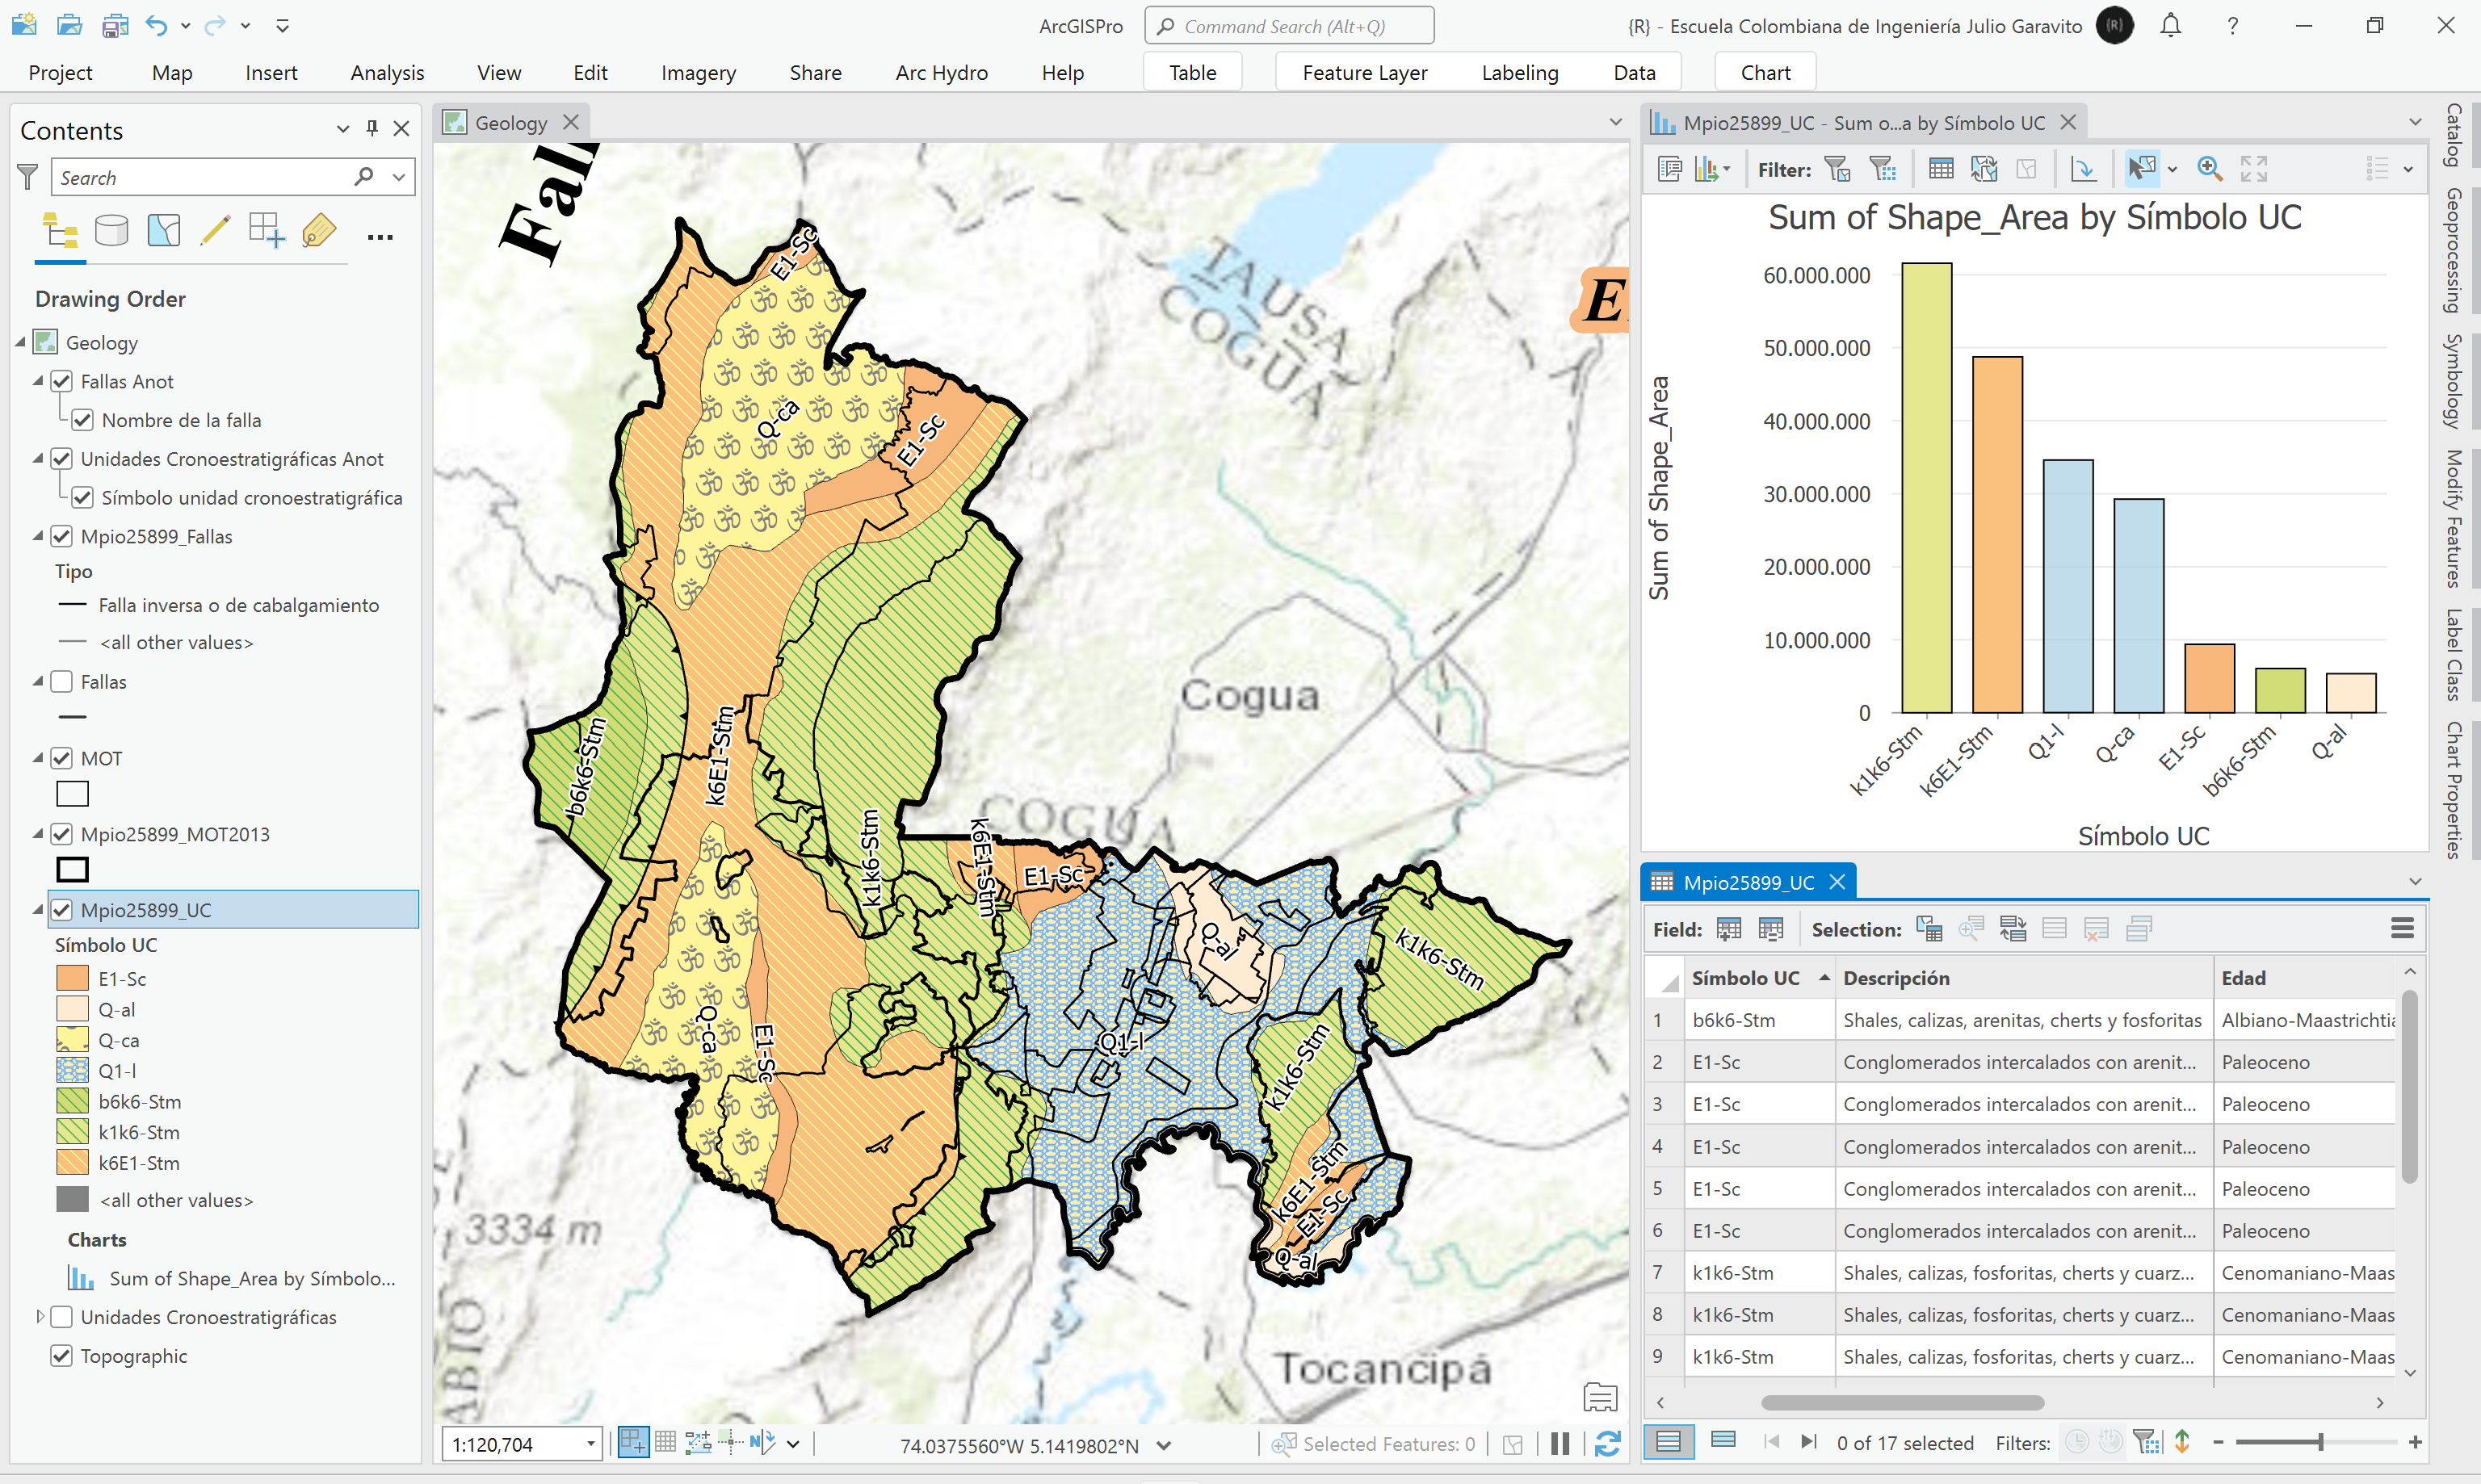 ArcGISPro
Command Search (Alt+Q)
{R} - Escuela Colombiana de Ingeniería Julio Garavito
{R}
?
Project
Map
Insert
Analysis
View
Edit
Imagery
Share
Arc Hydro
Help
Table
Feature Layer
Labeling
Data
Chart
Contents
Search
Drawing Order
Geology
Fallas Anot
Nombre de la falla
Unidades Cronoestratigráficas Anot
Símbolo unidad cronoestratigráfica
Mpio25899_Fallas
Tipo
Falla inversa o de cabalgamiento
<all other values>
Fallas
MOT
Mpio25899_MOT2013
Mpio25899_UC
Símbolo UC
E1-Sc
Q-al
Q-ca
Q1-l
b6k6-Stm
k1k6-Stm
k6E1-Stm
<all other values>
Charts
Sum of Shape_Area by Símbolo...
Unidades Cronoestratigráficas
Topographic
Geology
E1-Sc
TAUSA
COGUA
E
Q-ca
E1-Sc
Cogua
b6k6-Stm
k6E1-Stm
k1k6-Stm
COGUA
k6E1-Stm
E1-Sc
Q-al
k1k6-Stm
Q-ca
E1-Sc
Q1-l
k1k6-Stm
k6E1-Stm
E1-Sc
Q-al
3334 m
Tocancipá
1:120,704
74.0375560°W 5.1419802°N
Selected Features: 0
Mpio25899_UC - Sum o...a by Símbolo UC
Filter:
Sum of Shape_Area by Símbolo UC
Sum of Shape_Area
60.000.000
50.000.000
40.000.000
30.000.000
20.000.000
10.000.000
0
k1k6-Stm
k6E1-Stm
Q1-l
Q-ca
E1-Sc
b6k6-Stm
Q-al
Símbolo UC
Mpio25899_UC
Field:
Selection:
Símbolo UC Descripción Edad
1 b6k6-Stm Shales, calizas, arenitas, cherts y fosforitas Albiano-Maastrichtia
2 E1-Sc Conglomerados intercalados con arenit... Paleoceno
3 E1-Sc Conglomerados intercalados con arenit... Paleoceno
4 E1-Sc Conglomerados intercalados con arenit... Paleoceno
5 E1-Sc Conglomerados intercalados con arenit... Paleoceno
6 E1-Sc Conglomerados intercalados con arenit... Paleoceno
7 k1k6-Stm Shales, calizas, fosforitas, cherts y cuarz... Cenomaniano-Maas
8 k1k6-Stm Shales, calizas, fosforitas, cherts y cuarz... Cenomaniano-Maas
9 k1k6-Stm Shales, calizas, fosforitas, cherts y cuarz... Cenomaniano-Maas
0 of 17 selected
Filters:
Catalog
Geoprocessing
Symbology
Modify Features
Label Class
Chart Properties